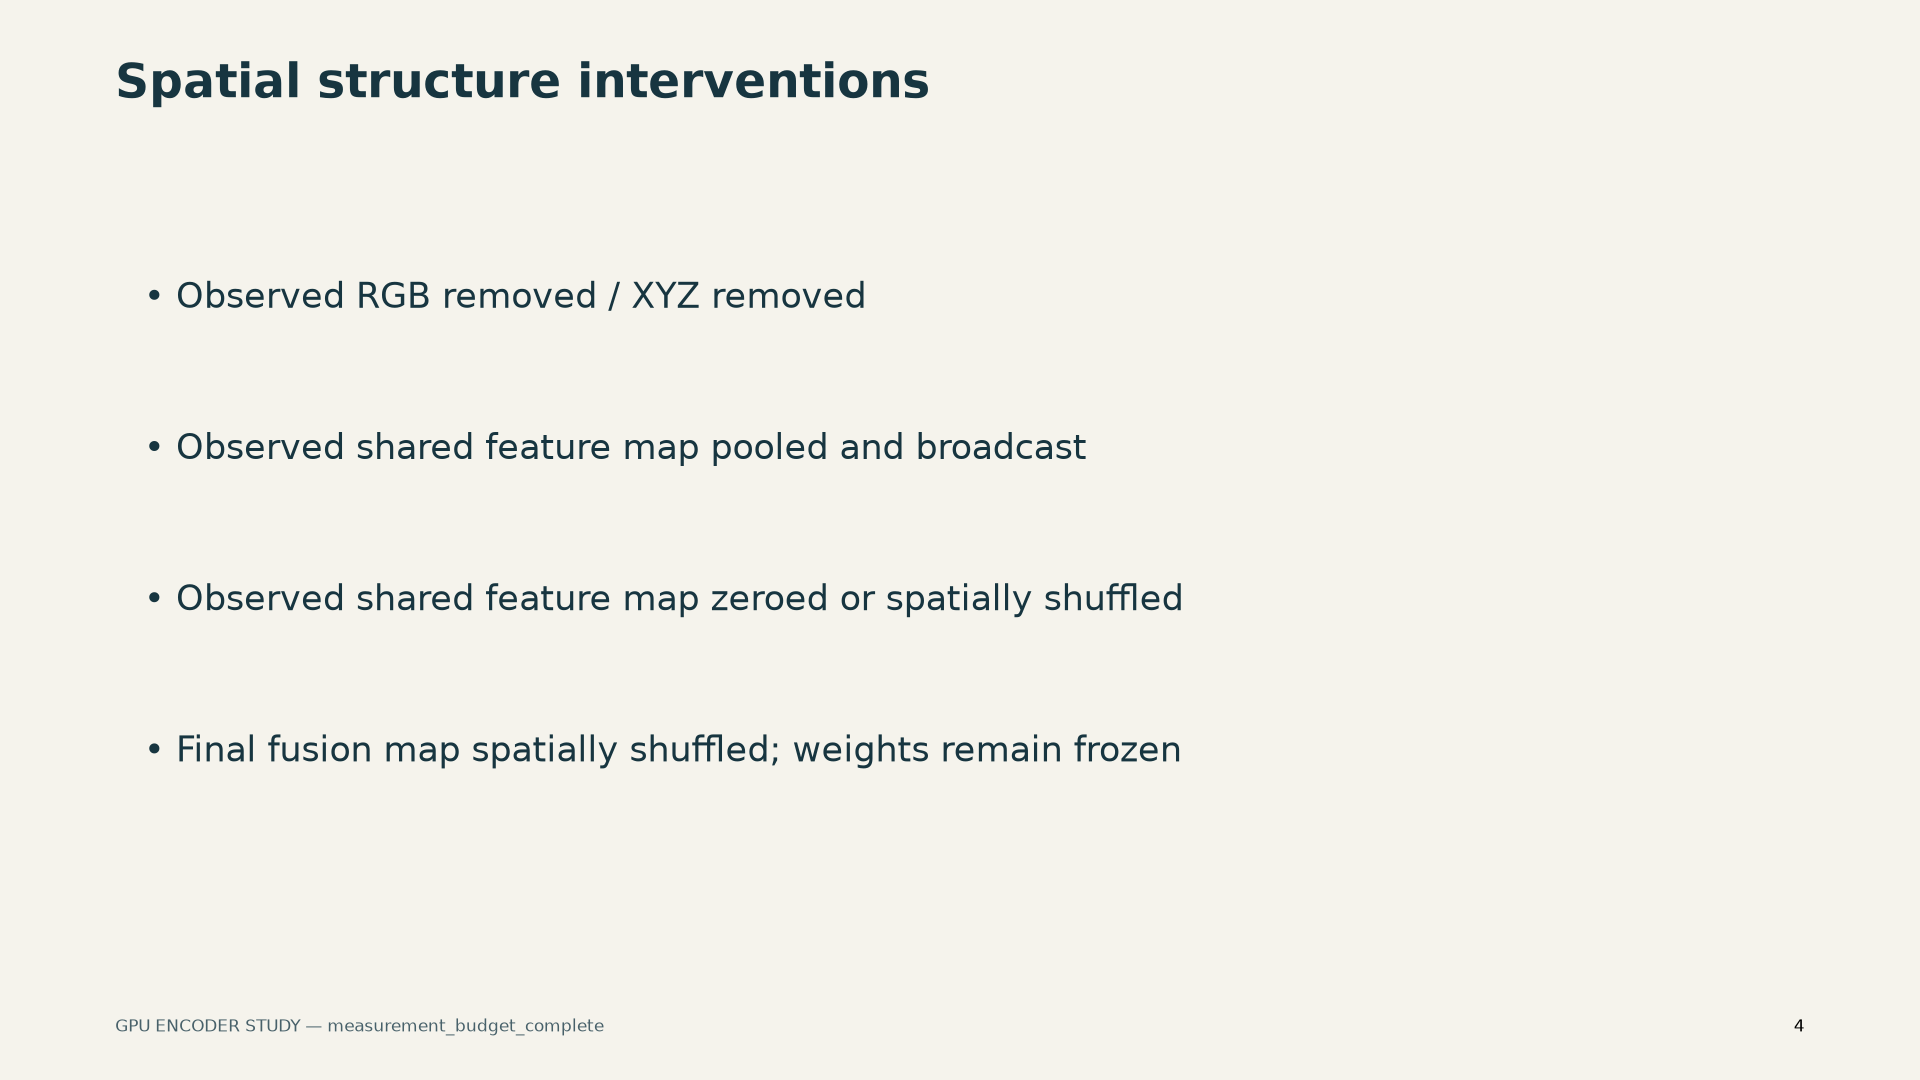 Spatial structure interventions
• Observed RGB removed / XYZ removed
• Observed shared feature map pooled and broadcast
• Observed shared feature map zeroed or spatially shuffled
• Final fusion map spatially shuffled; weights remain frozen
GPU ENCODER STUDY — measurement_budget_complete
4